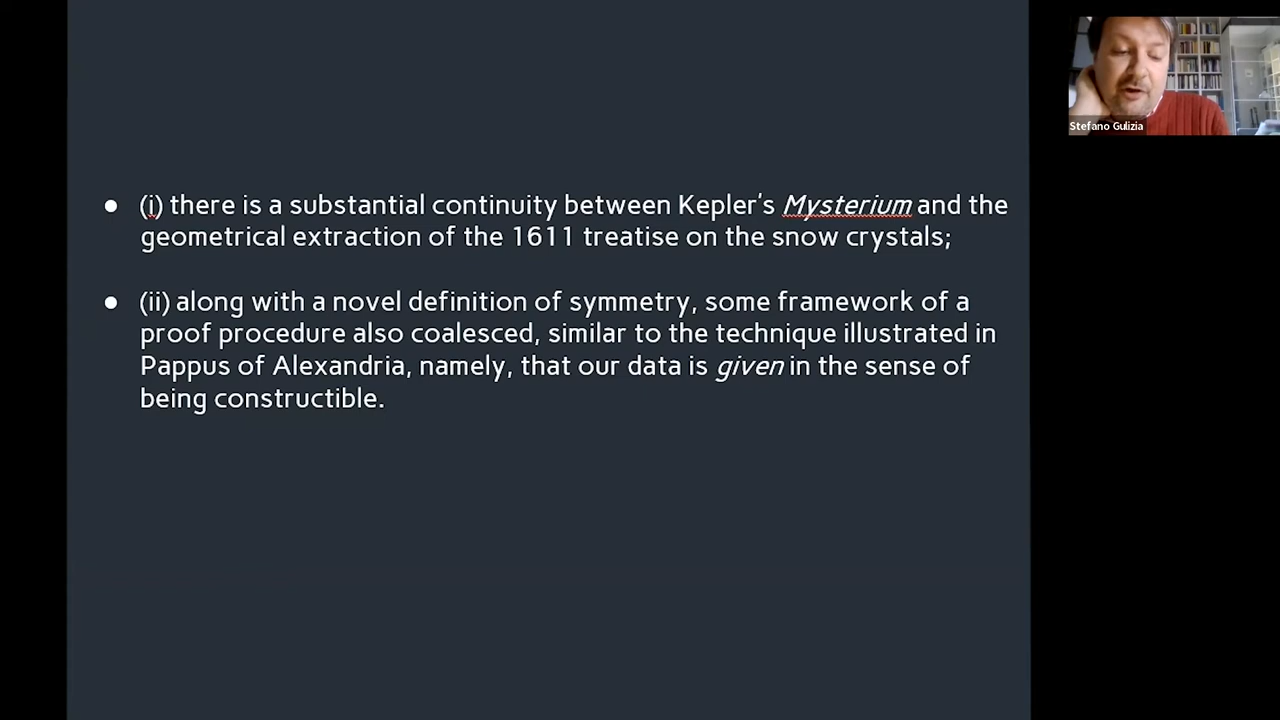 • (i) there is a substantial continuity between Kepler's Mysterium and the
geometrical extraction of the 1611 treatise on the snow crystals;
• (ii) along with a novel definition of symmetry, some framework of a
proof procedure also coalesced, similar to the technique illustrated in
Pappus of Alexandria, namely, that our data is given in the sense of
being constructible.
Stefano Gulizia